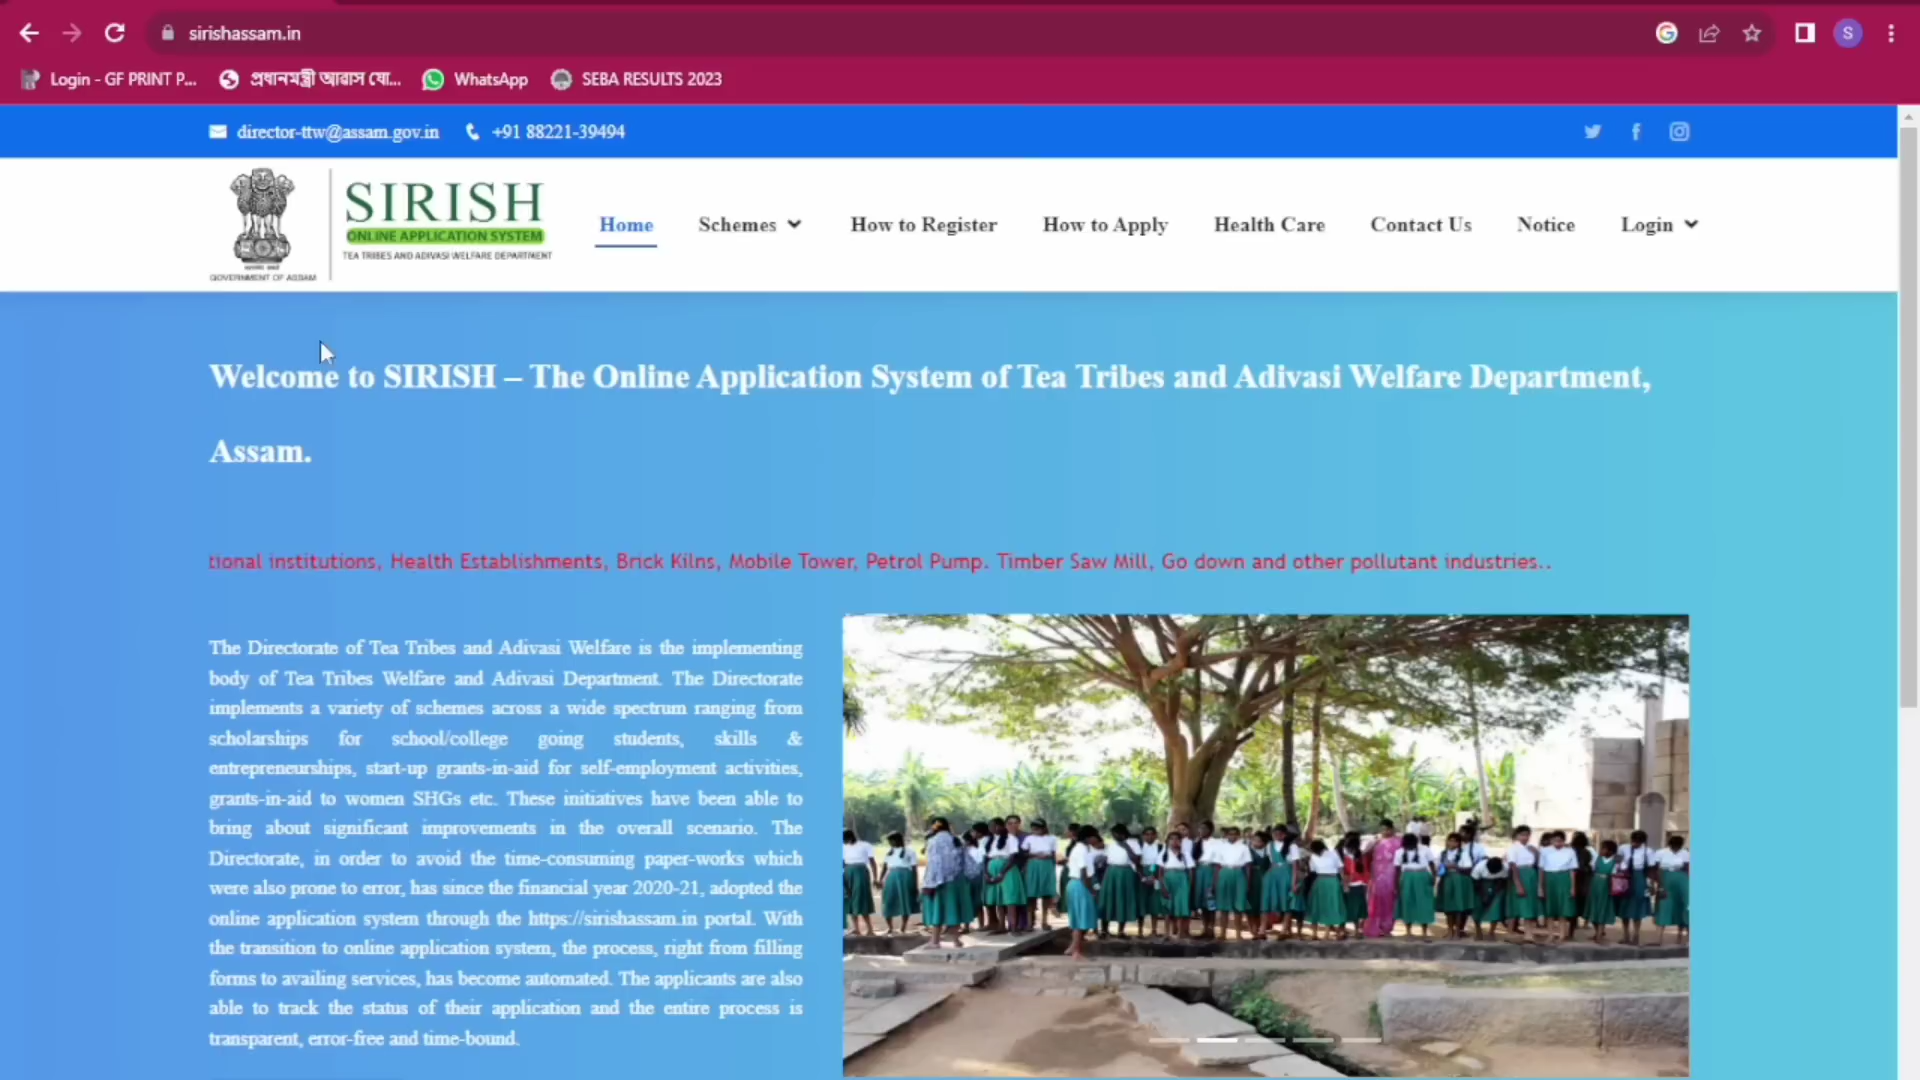 sirishassam.in
S
Login - GF PRINT P... প্ৰধানমন্ত্ৰী আৱাস যো... WhatsApp SEBA RESULTS 2023
director-ttw@assam.gov.in +91 88221-39494
SIRISH
ONLINE APPLICATION SYSTEM
TEA TRIBES AND ADIVASI WELFARE DEPARTMENT
GOVERNMENT OF ASSAM
Home Schemes How to Register How to Apply Health Care Contact Us Notice Login
Welcome to SIRISH – The Online Application System of Tea Tribes and Adivasi Welfare Department,
Assam.
tional institutions, Health Establishments, Brick Kilns, Mobile Tower, Petrol Pump. Timber Saw Mill, Go down and other pollutant industries..
The Directorate of Tea Tribes and Adivasi Welfare is the implementing
body of Tea Tribes Welfare and Adivasi Department. The Directorate
implements a variety of schemes across a wide spectrum ranging from
scholarships for school/college going students, skills &
entrepreneurships, start-up grants-in-aid for self-employment activities,
grants-in-aid to women SHGs etc. These initiatives have been able to
bring about significant improvements in the overall scenario. The
Directorate, in order to avoid the time-consuming paper-works which
were also prone to error, has since the financial year 2020-21, adopted the
online application system through the https://sirishassam.in portal. With
the transition to online application system, the process, right from filling
forms to availing services, has become automated. The applicants are also
able to track the status of their application and the entire process is
transparent, error-free and time-bound.